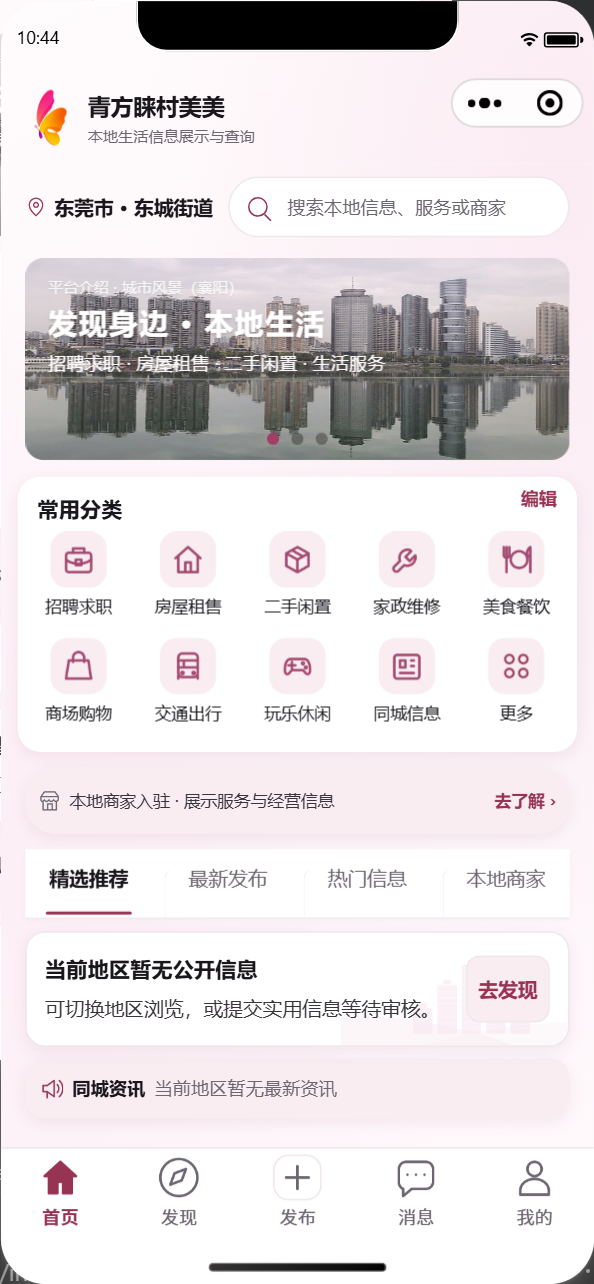 10:44
青方睐村美美
本地生活信息展示与查询
东莞市·东城街道
搜索本地信息、服务或商家
平台介绍·城市风景（襄阳）
发现身边·本地生活
招聘求职·房屋租售·二手闲置·生活服务
常用分类
编辑
招聘求职 房屋租售 二手闲置 家政维修 美食餐饮
商场购物 交通出行 玩乐休闲 同城信息 更多
本地商家入驻·展示服务与经营信息
去了解 ›
精选推荐 最新发布 热门信息 本地商家
当前地区暂无公开信息
可切换地区浏览，或提交实用信息等待审核。
去发现
同城资讯 当前地区暂无最新资讯
首页 发现 发布 消息 我的